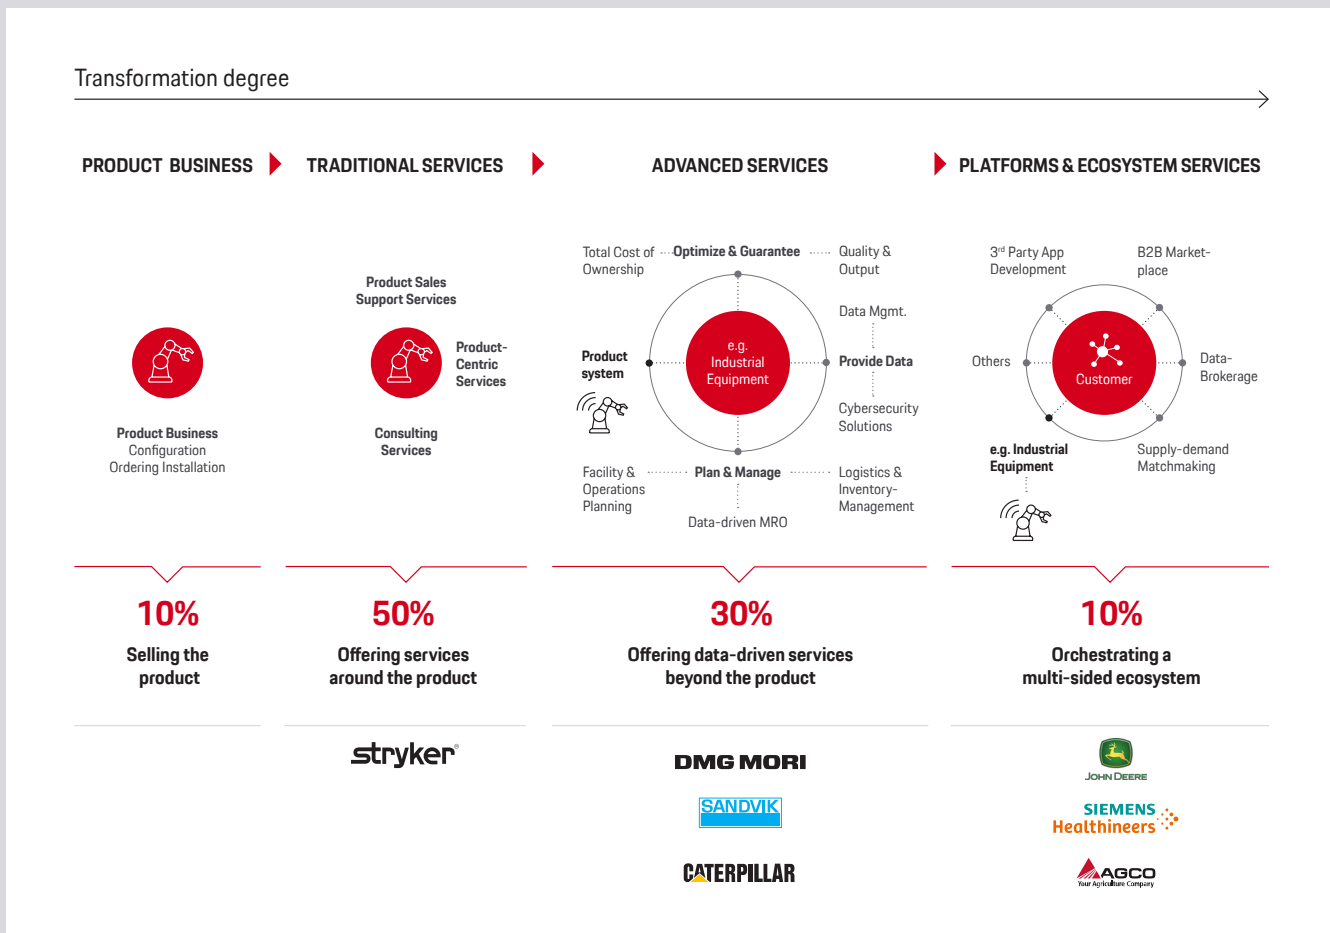 Transformation degree
PRODUCT BUSINESS
TRADITIONAL SERVICES
ADVANCED SERVICES
PLATFORMS & ECOSYSTEM SERVICES
Product Business
Configuration
Ordering Installation
Product Sales
Support Services
Product-
Centric
Services
Consulting
Services
Total Cost of
Ownership
Optimize & Guarantee
Quality &
Output
Data Mgmt.
Provide Data
Cybersecurity
Solutions
e.g.
Industrial
Equipment
Product
system
Facility &
Operations
Planning
Plan & Manage
Logistics &
Inventory-
Management
Data-driven MRO
3rd Party App
Development
B2B Market-
place
Others
Customer
Data-
Brokerage
e.g. Industrial
Equipment
Supply-demand
Matchmaking
10%
Selling the
product
50%
Offering services
around the product
30%
Offering data-driven services
beyond the product
10%
Orchestrating a
multi-sided ecosystem
stryker®
DMG MORI
SANDVIK
CATERPILLAR
JOHN DEERE
SIEMENS
Healthineers
AGCO
Your Agriculture Company